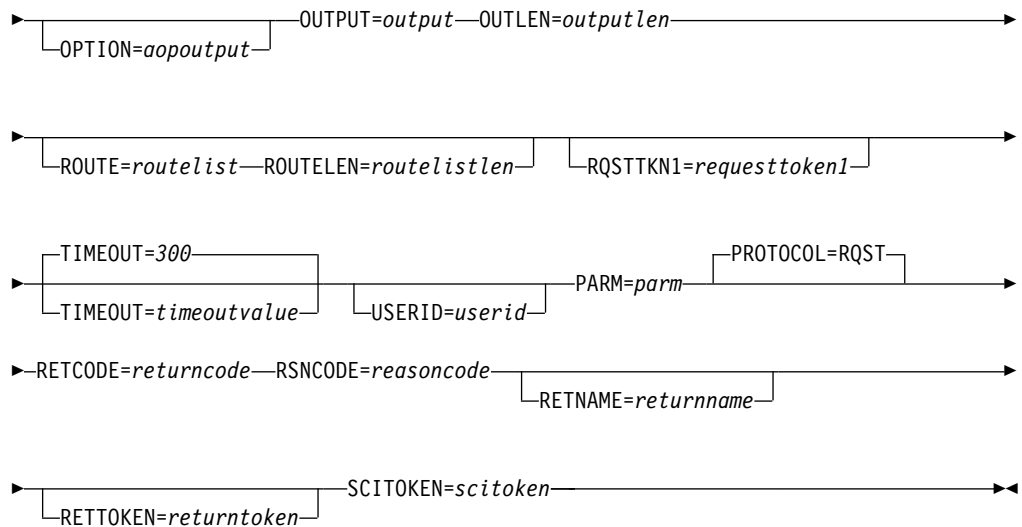 OUTPUT=output OUTLEN=outputlen
OPTION=aopoutput
ROUTE=routelist ROUTELEN=routelistlen RQSTTKN1=requesttoken1
TIMEOUT=300 PROTOCOL=RQST
PARM=parm
TIMEOUT=timeoutvalue USERID=userid
RETCODE=returncode RSNCODE=reasoncode
RETNAME=returnname
SCITOKEN=scitoken
RETTOKEN=returntoken